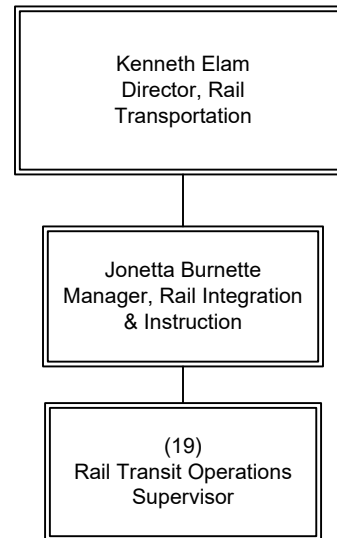 Kenneth Elam
Director, Rail
Transportation
Jonetta Burnette
Manager, Rail Integration
& Instruction
(19)
Rail Transit Operations
Supervisor